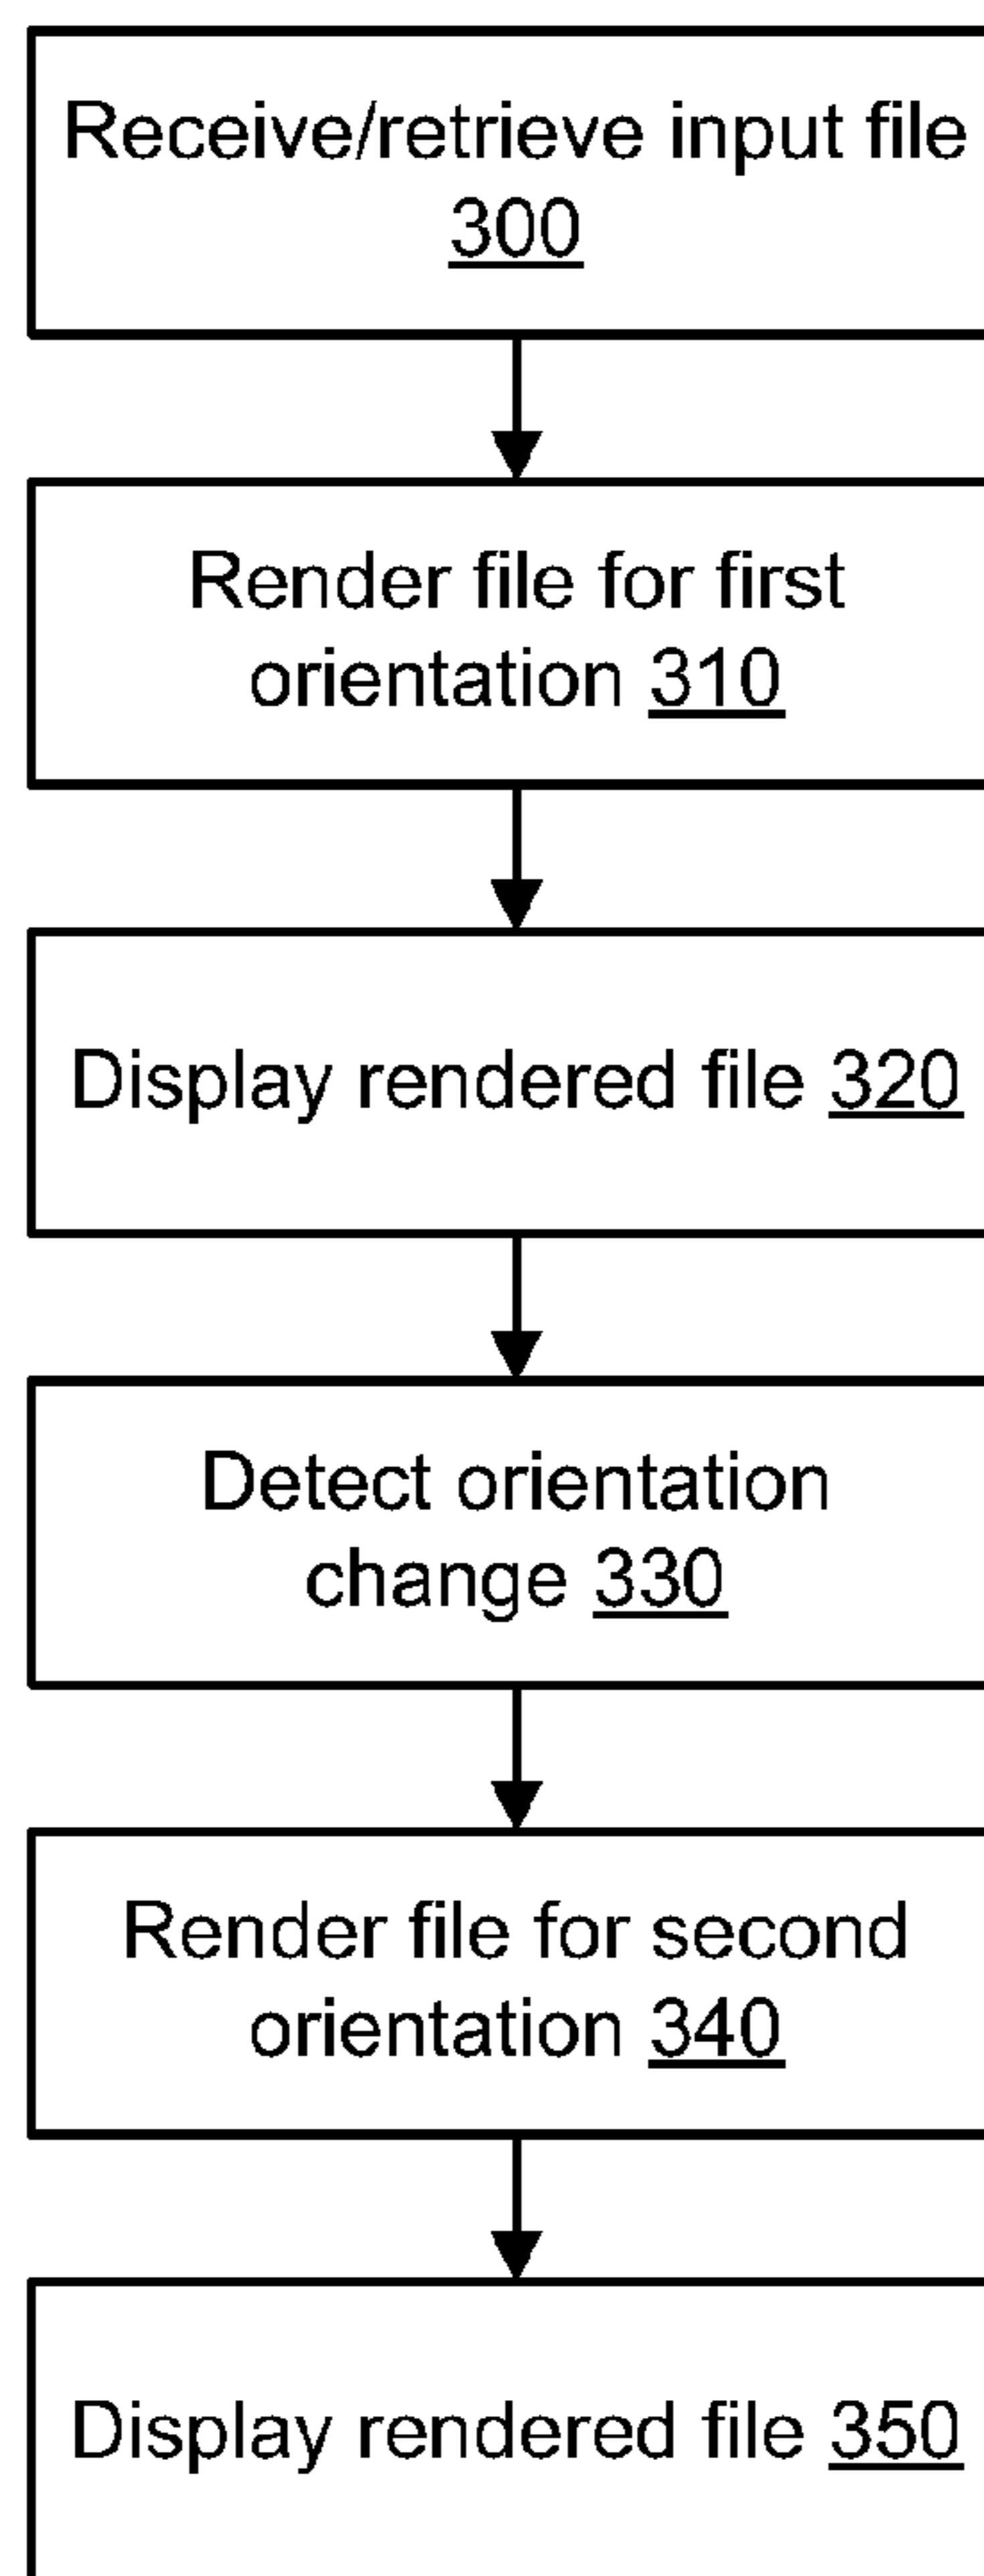 Receive/retrieve input file
300
Render file for first
orientation 310
Display rendered file 320
Detect orientation
change 330
Render file for second
orientation 340
Display rendered file 350